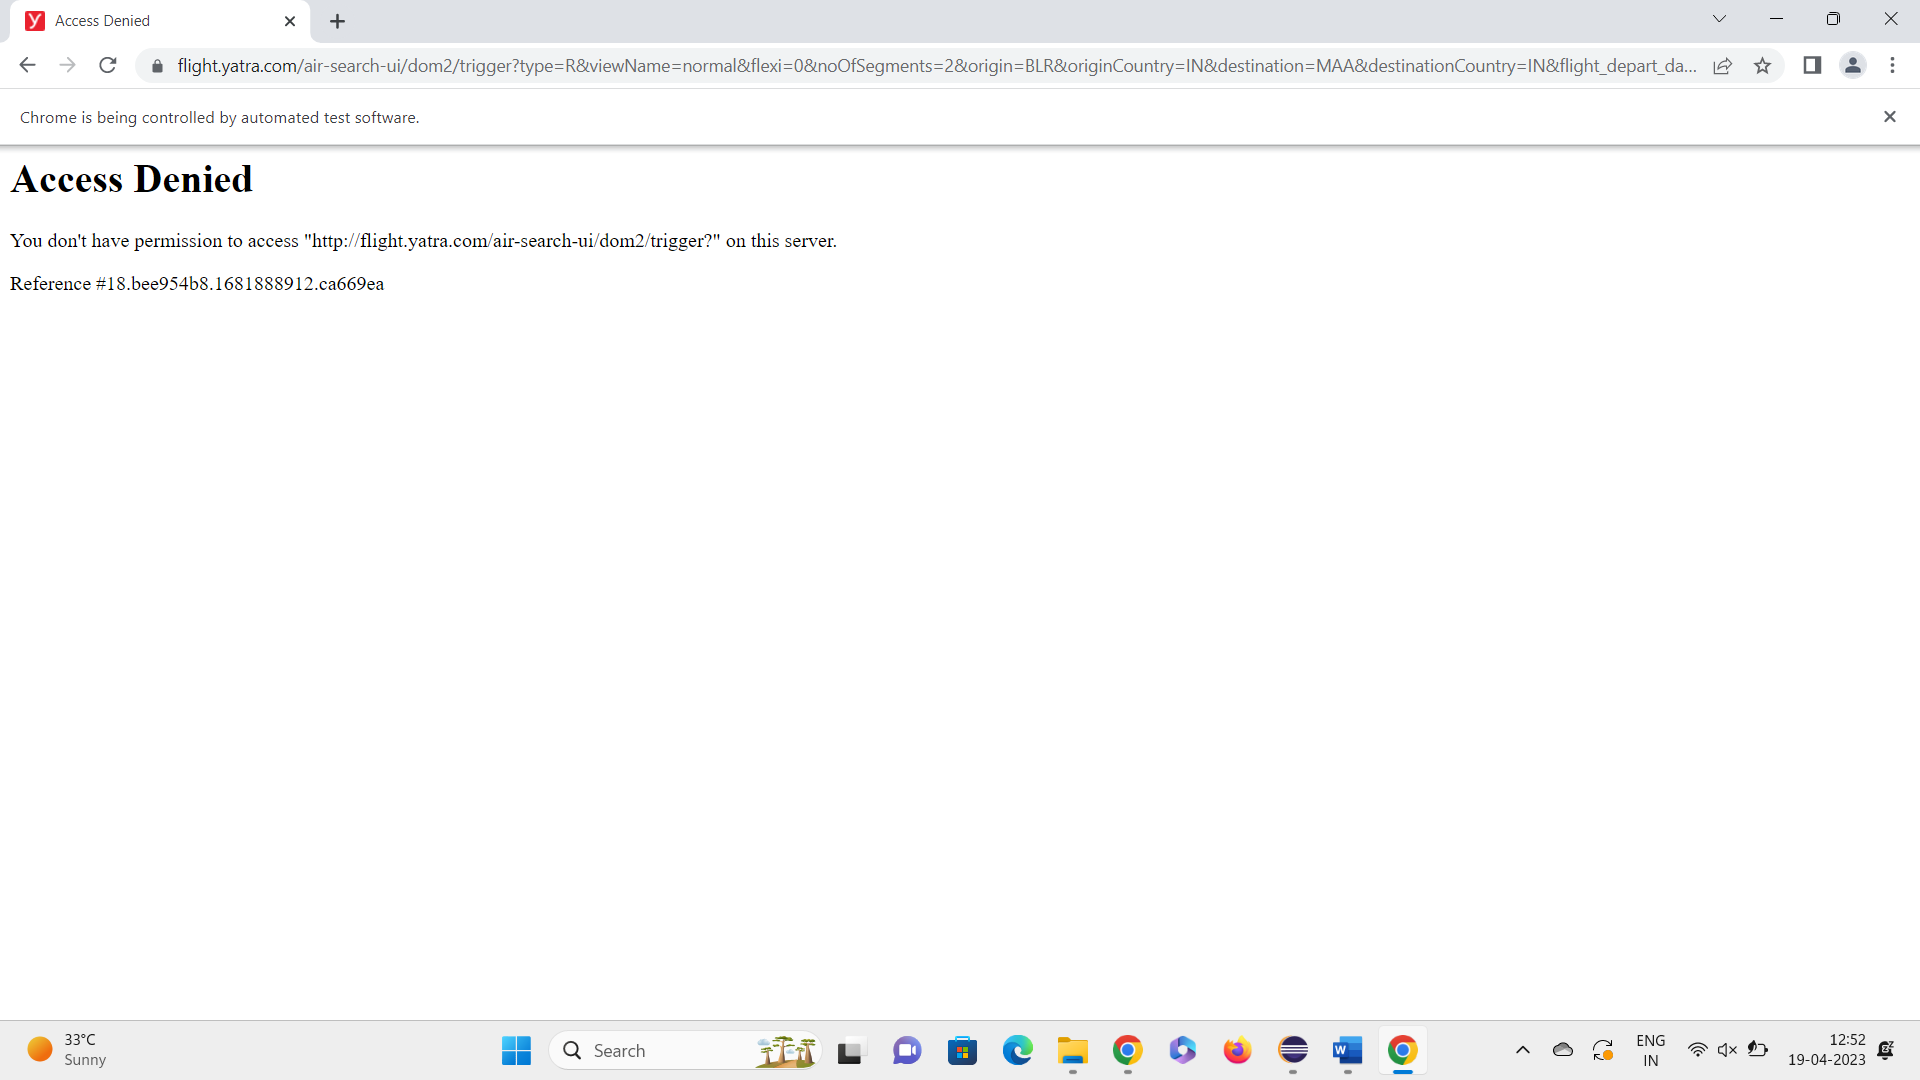 Access Denied
flight.yatra.com/air-search-ui/dom2/trigger?type=R&viewName=normal&flexi=0&noOfSegments=2&origin=BLR&originCountry=IN&destination=MAA&destinationCountry=IN&flight_depart_da...
Chrome is being controlled by automated test software.
Access Denied
You don't have permission to access "http://flight.yatra.com/air-search-ui/dom2/trigger?" on this server.
Reference #18.bee954b8.1681888912.ca669ea
33°C
Sunny
Search
ENG
IN
12:52
19-04-2023